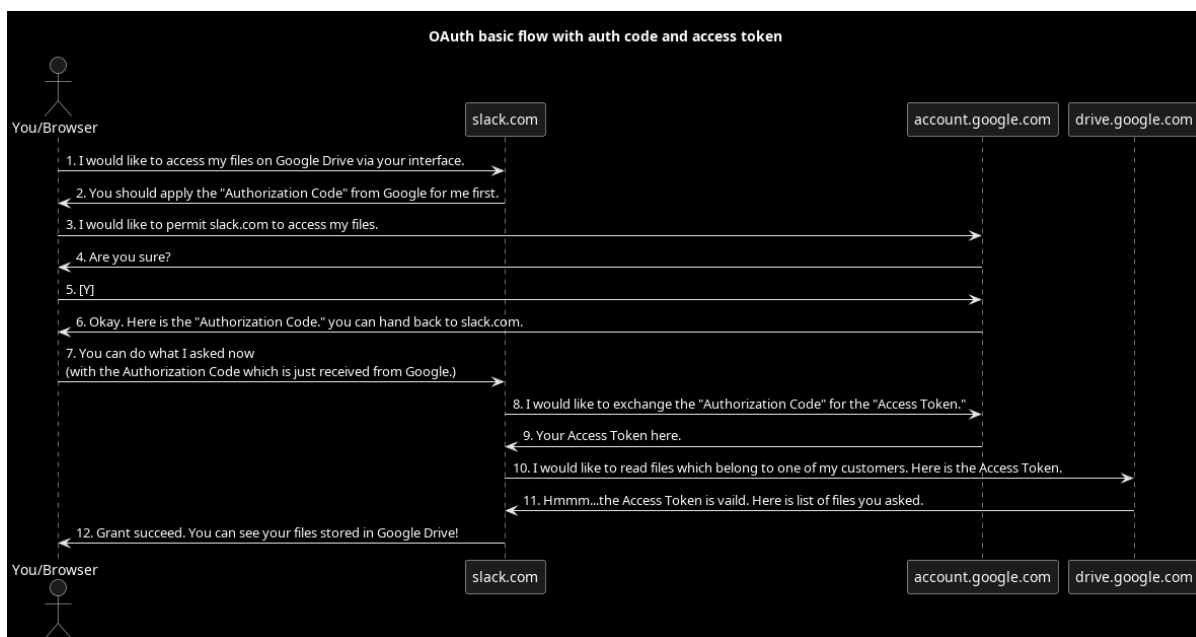 OAuth basic flow with auth code and access token
You/Browser
slack.com
account.google.com
drive.google.com
1. I would like to access my files on Google Drive via your interface.
2. You should apply the "Authorization Code" from Google for me first.
3. I would like to permit slack.com to access my files.
4. Are you sure?
5. [Y]
6. Okay. Here is the "Authorization Code." you can hand back to slack.com.
7. You can do what I asked now
(with the Authorization Code which is just received from Google.)
8. I would like to exchange the "Authorization Code" for the "Access Token."
9. Your Access Token here.
10. I would like to read files which belong to one of my customers. Here is the Access Token.
11. Hmmm...the Access Token is vaild. Here is list of files you asked.
12. Grant succeed. You can see your files stored in Google Drive!
You/Browser
slack.com
account.google.com
drive.google.com